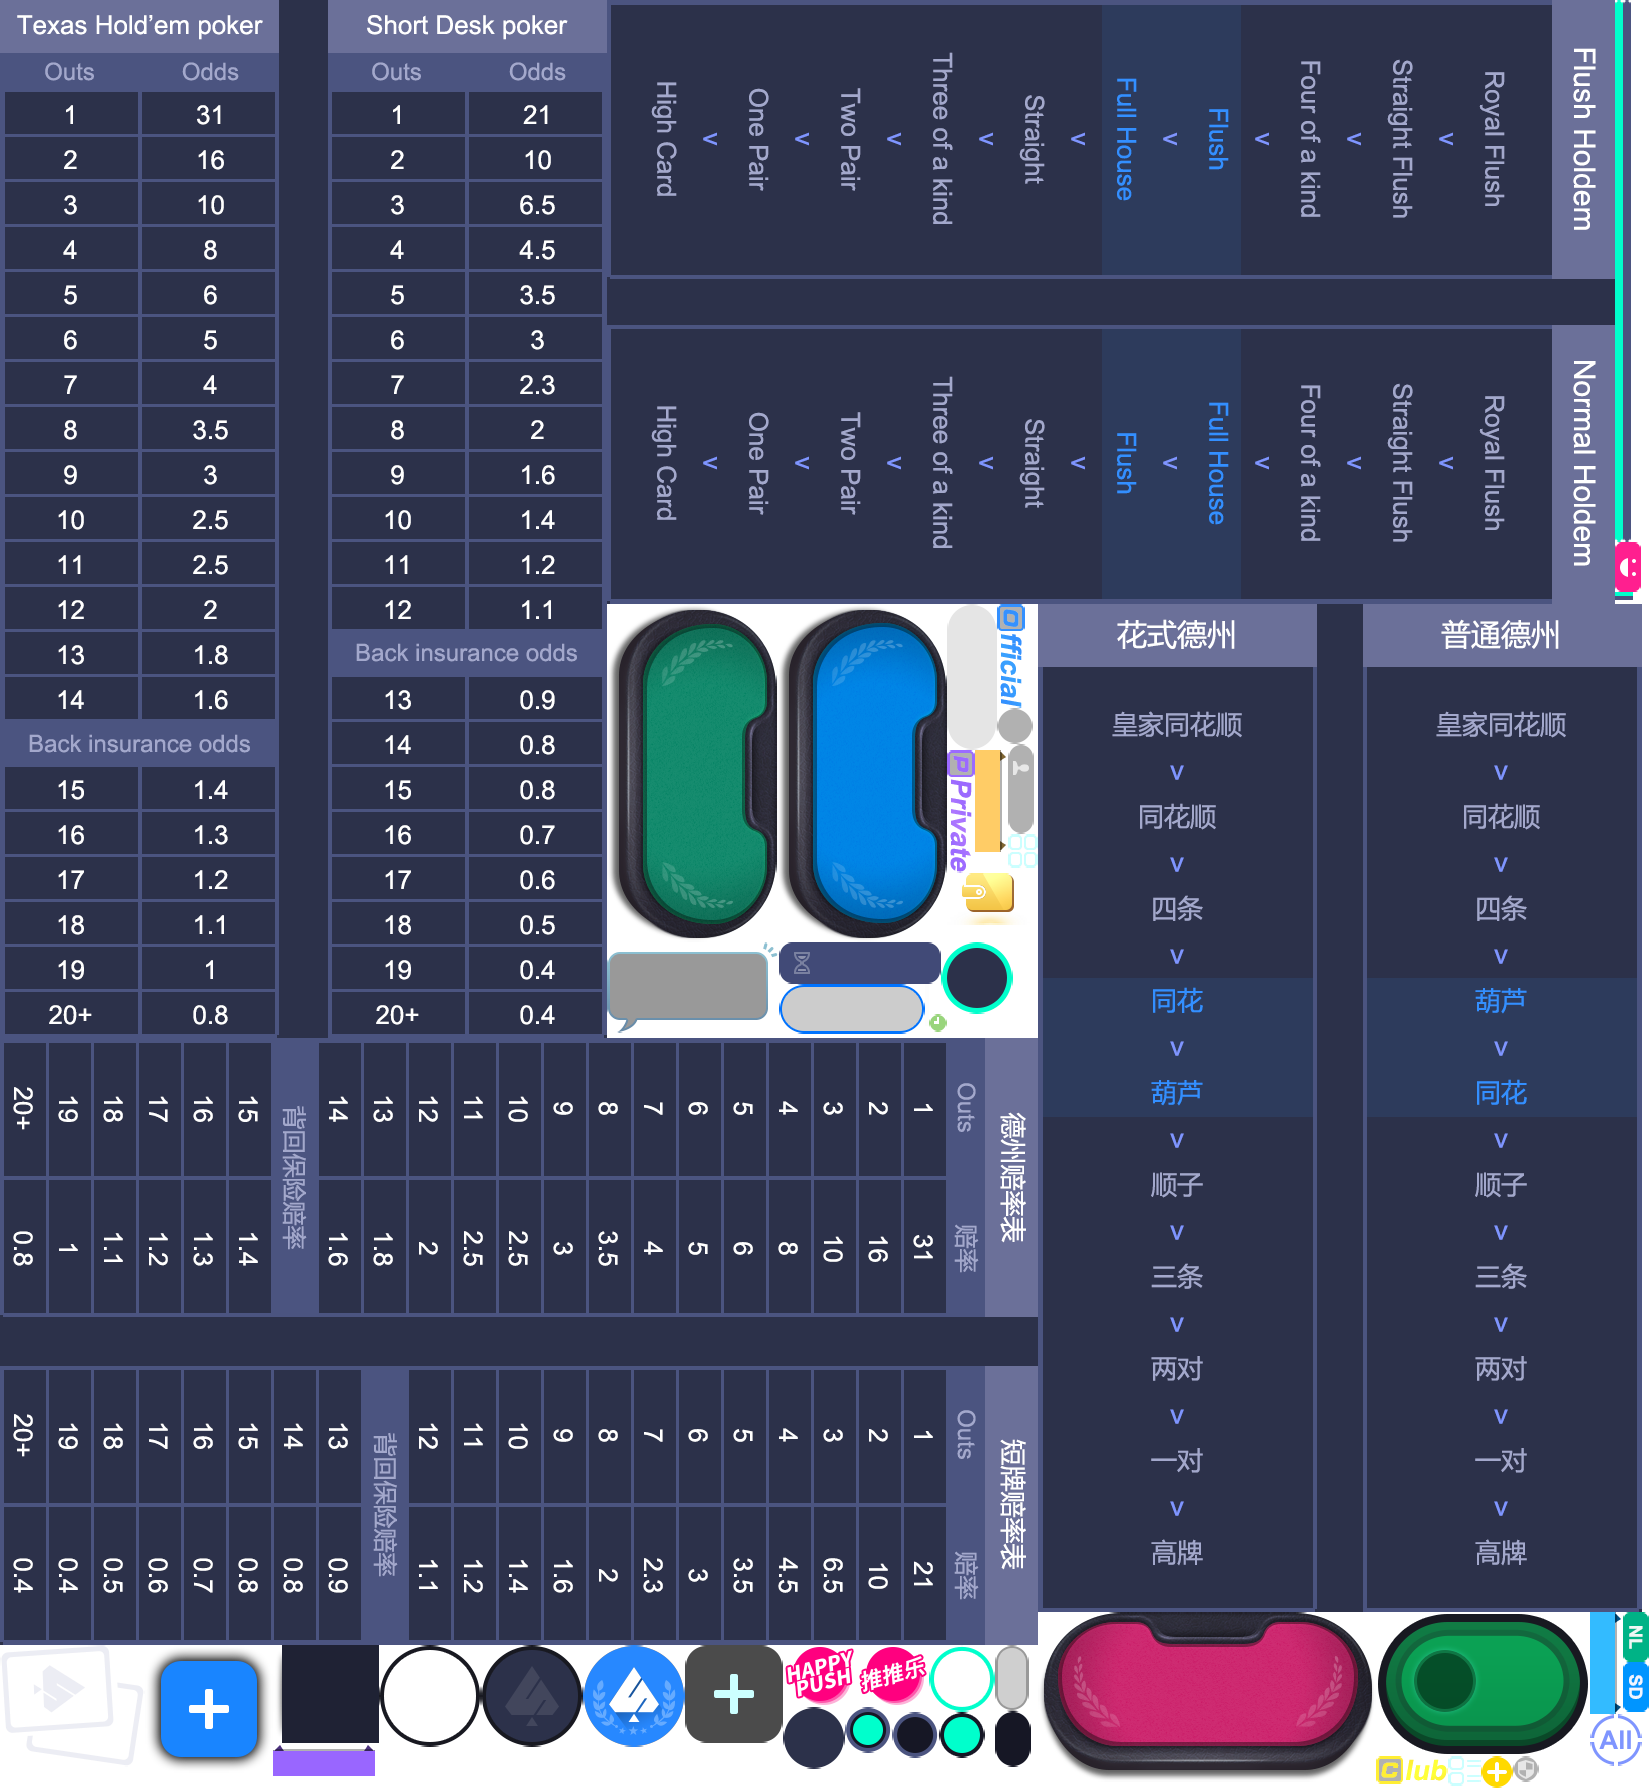 Texas Hold’em poker
Outs Odds
1 31
2 16
3 10
4 8
5 6
6 5
7 4
8 3.5
9 3
10 2.5
11 2.5
12 2
13 1.8
14 1.6
Back insurance odds
15 1.4
16 1.3
17 1.2
18 1.1
19 1
20+ 0.8
Short Desk poker
Outs Odds
1 21
2 10
3 6.5
4 4.5
5 3.5
6 3
7 2.3
8 2
9 1.6
10 1.4
11 1.2
12 1.1
Back insurance odds
13 0.9
14 0.8
15 0.8
16 0.7
17 0.6
18 0.5
19 0.4
20+ 0.4
Flush Holdem
Royal Flush
v
Straight Flush
v
Four of a kind
v
Flush
v
Full House
v
Straight
v
Three of a kind
v
Two Pair
v
One Pair
v
High Card
Normal Holdem
Royal Flush
v
Straight Flush
v
Four of a kind
v
Full House
v
Flush
v
Straight
v
Three of a kind
v
Two Pair
v
One Pair
v
High Card
Official
P Private
花式德州
皇家同花顺
v
同花顺
v
四条
v
同花
v
葫芦
v
顺子
v
三条
v
两对
v
一对
v
高牌
普通德州
皇家同花顺
v
同花顺
v
四条
v
葫芦
v
同花
v
顺子
v
三条
v
两对
v
一对
v
高牌
德州赔率表
Outs 赔率
1 31
2 16
3 10
4 8
5 6
6 5
7 4
8 3.5
9 3
10 2.5
11 2.5
12 2
13 1.8
14 1.6
背回保险赔率
15 1.4
16 1.3
17 1.2
18 1.1
19 1
20+ 0.8
短牌赔率表
Outs 赔率
1 21
2 10
3 6.5
4 4.5
5 3.5
6 3
7 2.3
8 2
9 1.6
10 1.4
11 1.2
12 1.1
背回保险赔率
13 0.9
14 0.8
15 0.8
16 0.7
17 0.6
18 0.5
19 0.4
20+ 0.4
HAPPY
PUSH
推推乐
NL
SD
All
Club